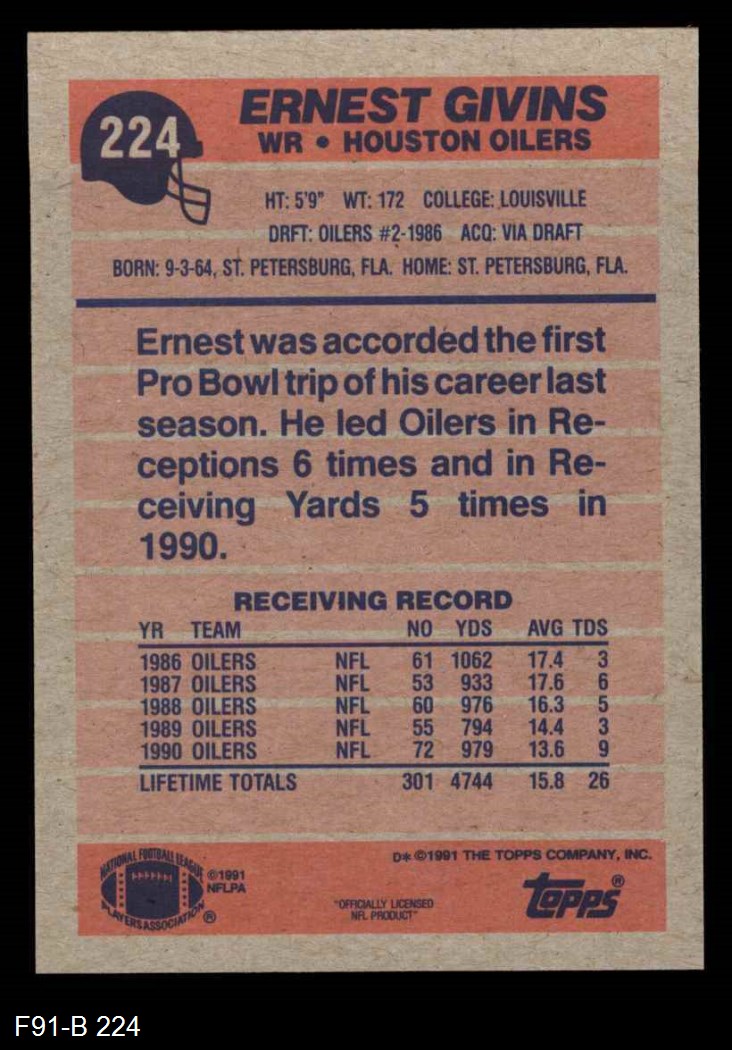 224
ERNEST GIVINS
WR • HOUSTON OILERS
HT: 5'9" WT: 172 COLLEGE: LOUISVILLE
DRFT: OILERS #2-1986 ACQ: VIA DRAFT
BORN: 9-3-64, ST. PETERSBURG, FLA. HOME: ST. PETERSBURG, FLA.
Ernest was accorded the first
Pro Bowl trip of his career last
season. He led Oilers in Re-
ceptions 6 times and in Re-
ceiving Yards 5 times in
1990.
RECEIVING RECORD
YR TEAM NO YDS AVG TDS
1986 OILERS NFL 61 1062 17.4 3
1987 OILERS NFL 53 933 17.6 6
1988 OILERS NFL 60 976 16.3 5
1989 OILERS NFL 55 794 14.4 3
1990 OILERS NFL 72 979 13.6 9
LIFETIME TOTALS 301 4744 15.8 26
NATIONAL FOOTBALL LEAGUE
PLAYERS ASSOCIATION ®
©1991
NFLPA
D* ©1991 THE TOPPS COMPANY, INC.
"OFFICIALLY LICENSED
NFL PRODUCT"
topps®
F91-B 224